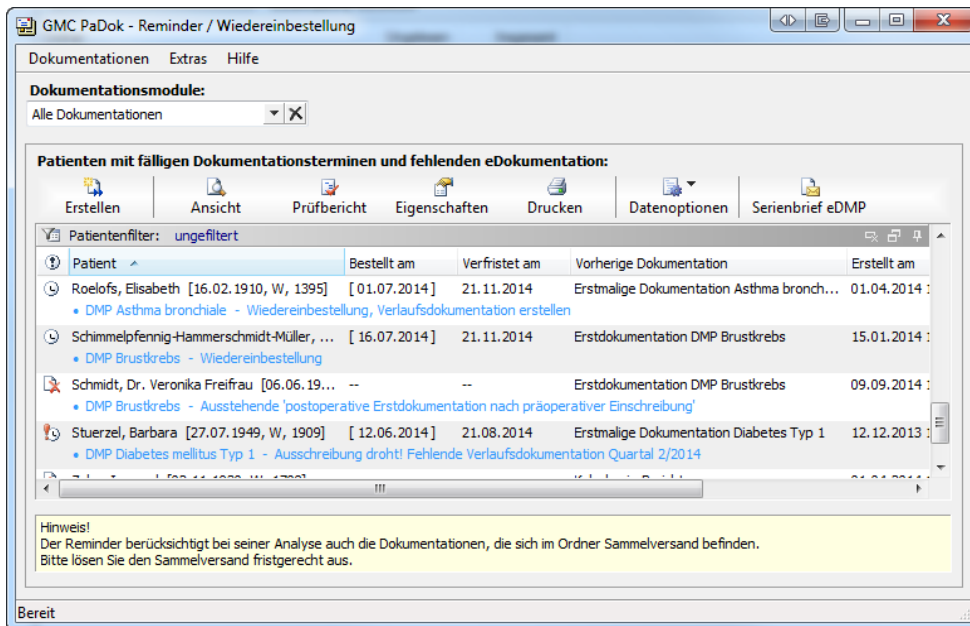 GMC PaDok - Reminder / Wiedereinbestellung
Dokumentationen Extras Hilfe
Dokumentationsmodule:
Alle Dokumentationen
Patienten mit fälligen Dokumentationsterminen und fehlenden eDokumentation:
Erstellen Ansicht Prüfbericht Eigenschaften Drucken Datenoptionen Serienbrief eDMP
Patientenfilter: ungefiltert
Patient Bestellt am Verfristet am Vorherige Dokumentation Erstellt am
Roelofs, Elisabeth [16.02.1910, W, 1395] [01.07.2014] 21.11.2014 Erstmalige Dokumentation Asthma bronch... 01.04.2014 1
• DMP Asthma bronchiale - Wiedereinbestellung, Verlaufsdokumentation erstellen
Schimmelpfennig-Hammerschmidt-Müller, ... [16.07.2014] 21.11.2014 Erstdokumentation DMP Brustkrebs 15.01.2014 1
• DMP Brustkrebs - Wiedereinbestellung
Schmidt, Dr. Veronika Freifrau [06.06.19... -- -- Erstdokumentation DMP Brustkrebs 09.09.2014 1
• DMP Brustkrebs - Ausstehende 'postoperative Erstdokumentation nach präoperativer Einschreibung'
Stuerzel, Barbara [27.07.1949, W, 1909] [12.06.2014] 21.08.2014 Erstmalige Dokumentation Diabetes Typ 1 12.12.2013 1
• DMP Diabetes mellitus Typ 1 - Ausschreibung droht! Fehlende Verlaufsdokumentation Quartal 2/2014
Hinweis!
Der Reminder berücksichtigt bei seiner Analyse auch die Dokumentationen, die sich im Ordner Sammelversand befinden.
Bitte lösen Sie den Sammelversand fristgerecht aus.
Bereit